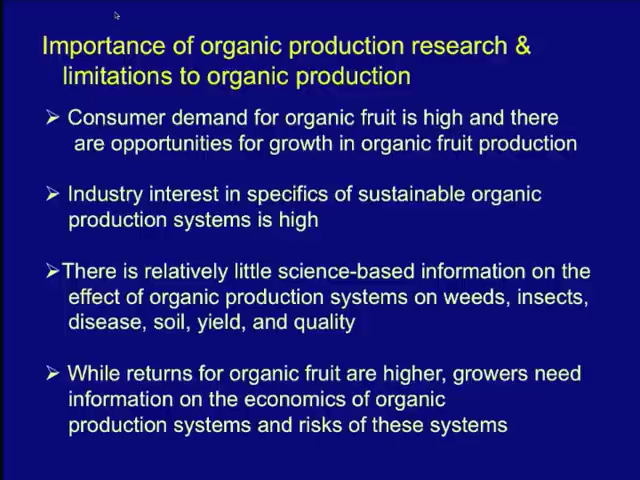 Importance of organic production research &
limitations to organic production
➢ Consumer demand for organic fruit is high and there
are opportunities for growth in organic fruit production
➢ Industry interest in specifics of sustainable organic
production systems is high
➢There is relatively little science-based information on the
effect of organic production systems on weeds, insects,
disease, soil, yield, and quality
➢ While returns for organic fruit are higher, growers need
information on the economics of organic
production systems and risks of these systems